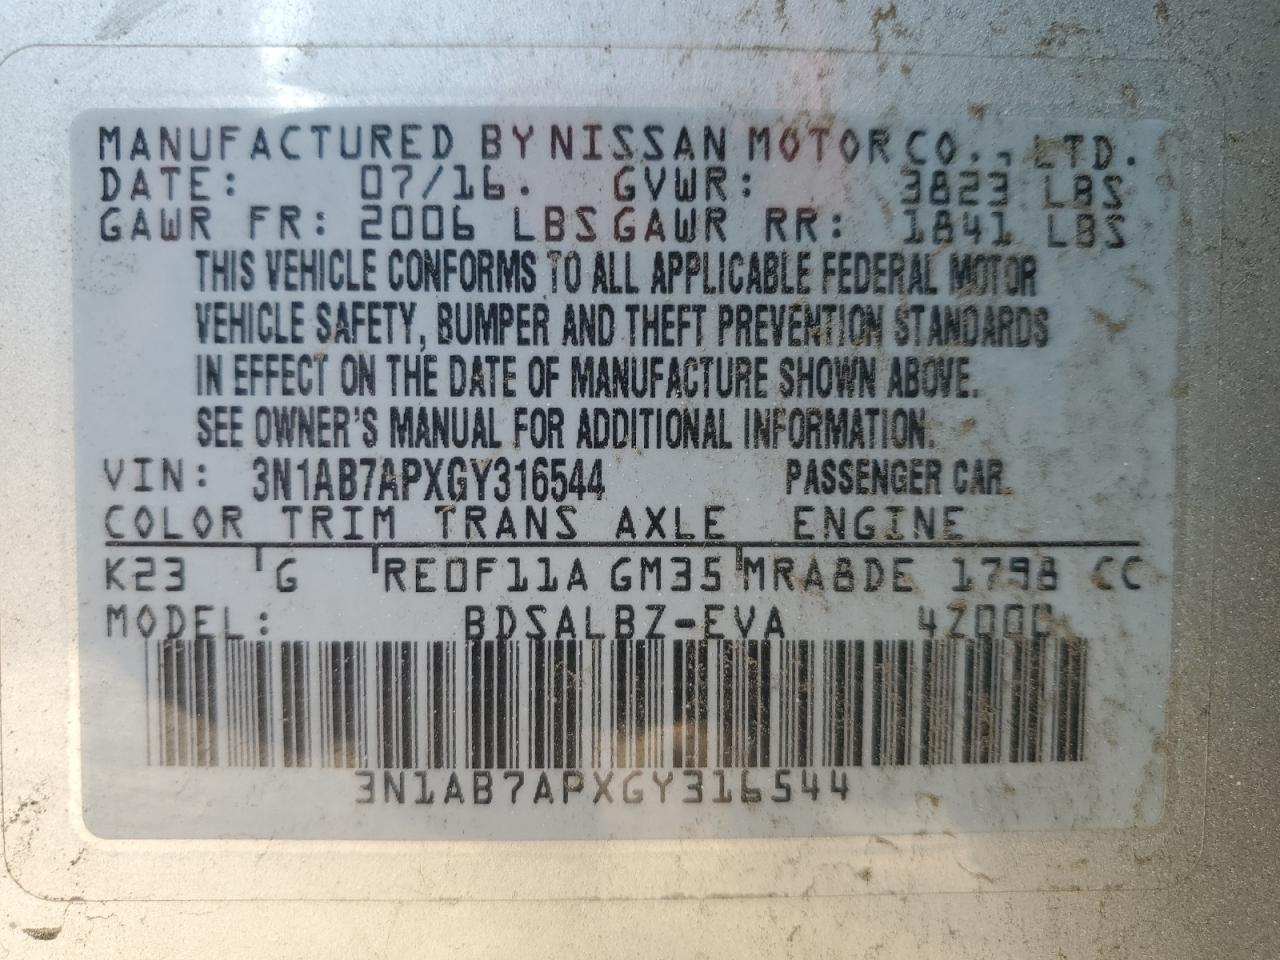 MANUFACTURED BY NISSAN MOTOR CO., LTD.
DATE: 07/16. GVWR: 3823 LBS
GAWR FR: 2006 LBS GAWR RR: 1841 LBS
THIS VEHICLE CONFORMS TO ALL APPLICABLE FEDERAL MOTOR
VEHICLE SAFETY, BUMPER AND THEFT PREVENTION STANDARDS
IN EFFECT ON THE DATE OF MANUFACTURE SHOWN ABOVE.
SEE OWNER'S MANUAL FOR ADDITIONAL INFORMATION.
VIN: 3N1AB7APXGY316544 PASSENGER CAR.
COLOR TRIM TRANS AXLE ENGINE
K23 G RE0F11A GM35 MRA8DE 1798 CC
MODEL: BDSALBZ-EVA
3N1AB7APXGY316544